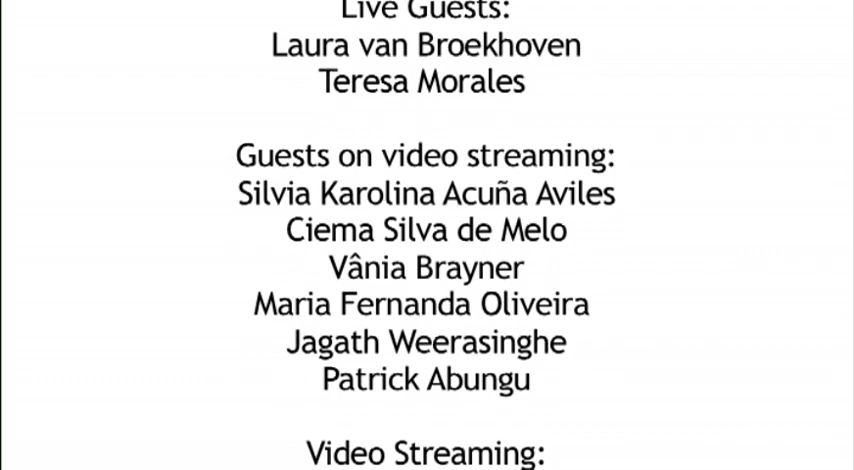 Live Guests:
Laura van Broekhoven
Teresa Morales
Guests on video streaming:
Silvia Karolina Acuña Aviles
Ciema Silva de Melo
Vânia Brayner
Maria Fernanda Oliveira
Jagath Weerasinghe
Patrick Abungu
Video Streaming: